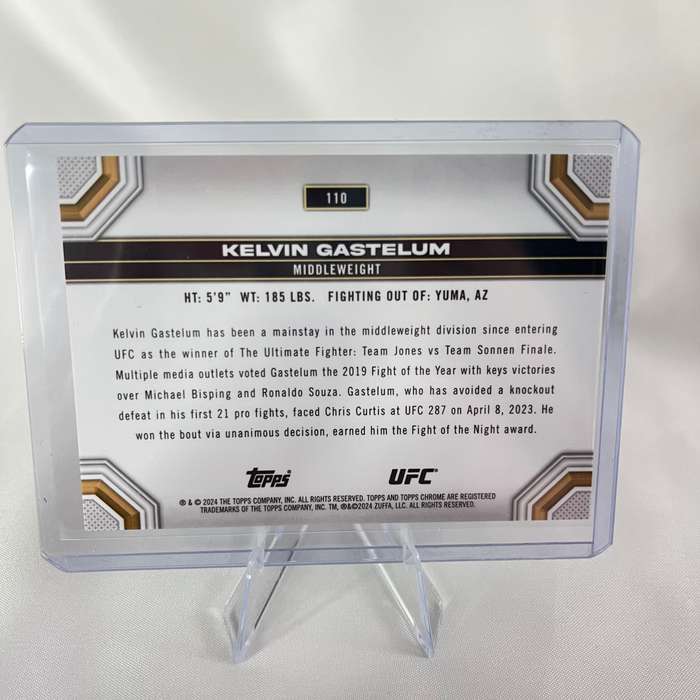 110
KELVIN GASTELUM
MIDDLEWEIGHT
HT: 5'9" WT: 185 LBS. FIGHTING OUT OF: YUMA, AZ
Kelvin Gastelum has been a mainstay in the middleweight division since entering
UFC as the winner of The Ultimate Fighter: Team Jones vs Team Sonnen Finale.
Multiple media outlets voted Gastelum the 2019 Fight of the Year with keys victories
over Michael Bisping and Ronaldo Souza. Gastelum, who has avoided a knockout
defeat in his first 21 pro fights, faced Chris Curtis at UFC 287 on April 8, 2023. He
won the bout via unanimous decision, earned him the Fight of the Night award.
topps UFC
® & © 2024 THE TOPPS COMPANY, INC. ALL RIGHTS RESERVED. TOPPS AND TOPPS CHROME ARE REGISTERED
TRADEMARKS OF THE TOPPS COMPANY, INC. TM, ®&©2024 ZUFFA, LLC. ALL RIGHTS RESERVED.